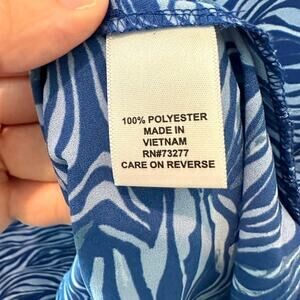 100% POLYESTER
MADE IN
VIETNAM
RN#73277
CARE ON REVERSE